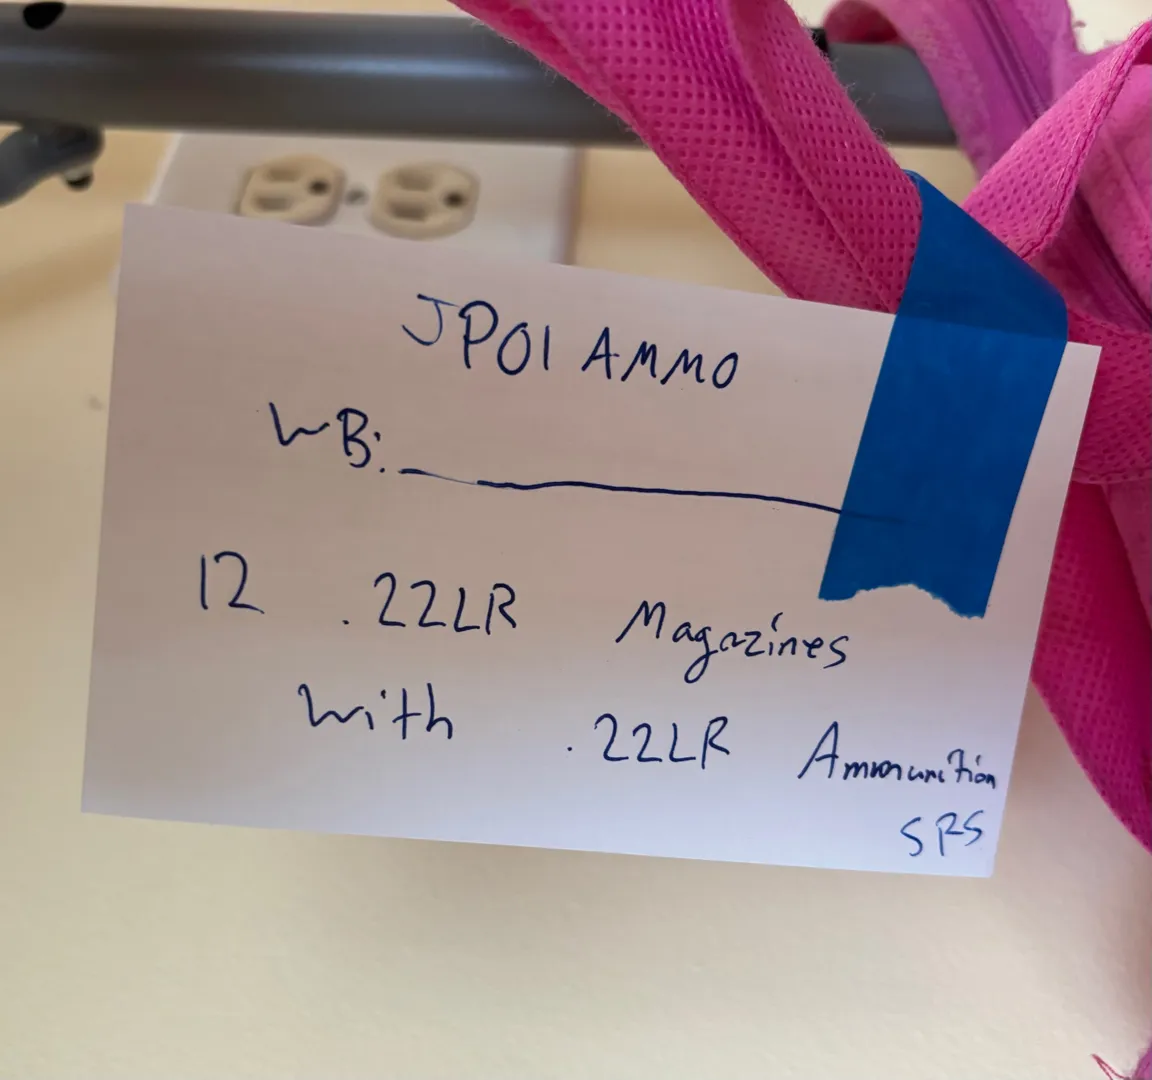 JP01 AMMO
WB:
12 .22LR Magazines
with .22LR Ammunition
SRS